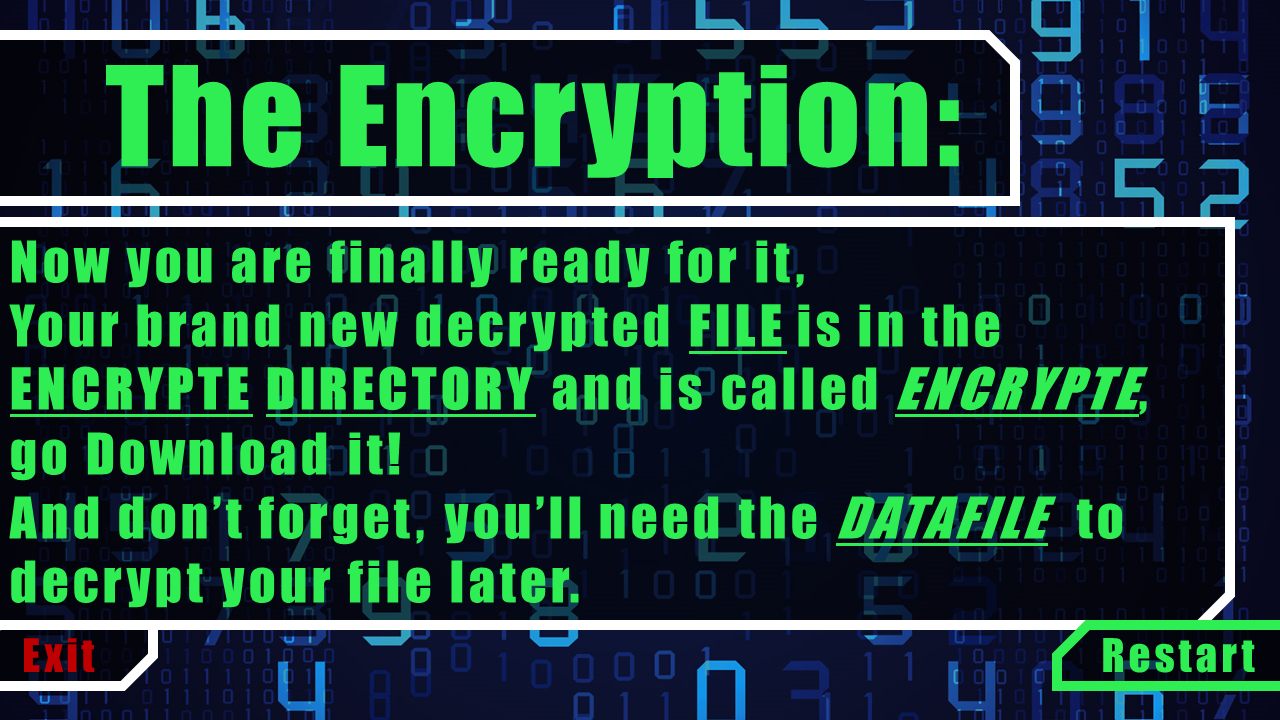 The Encryption:
Now you are finally ready for it,
Your brand new decrypted FILE is in the
ENCRYPTE DIRECTORY and is called ENCRYPTE,
go Download it!
And don’t forget, you’ll need the DATAFILE to
decrypt your file later.
Exit
Restart